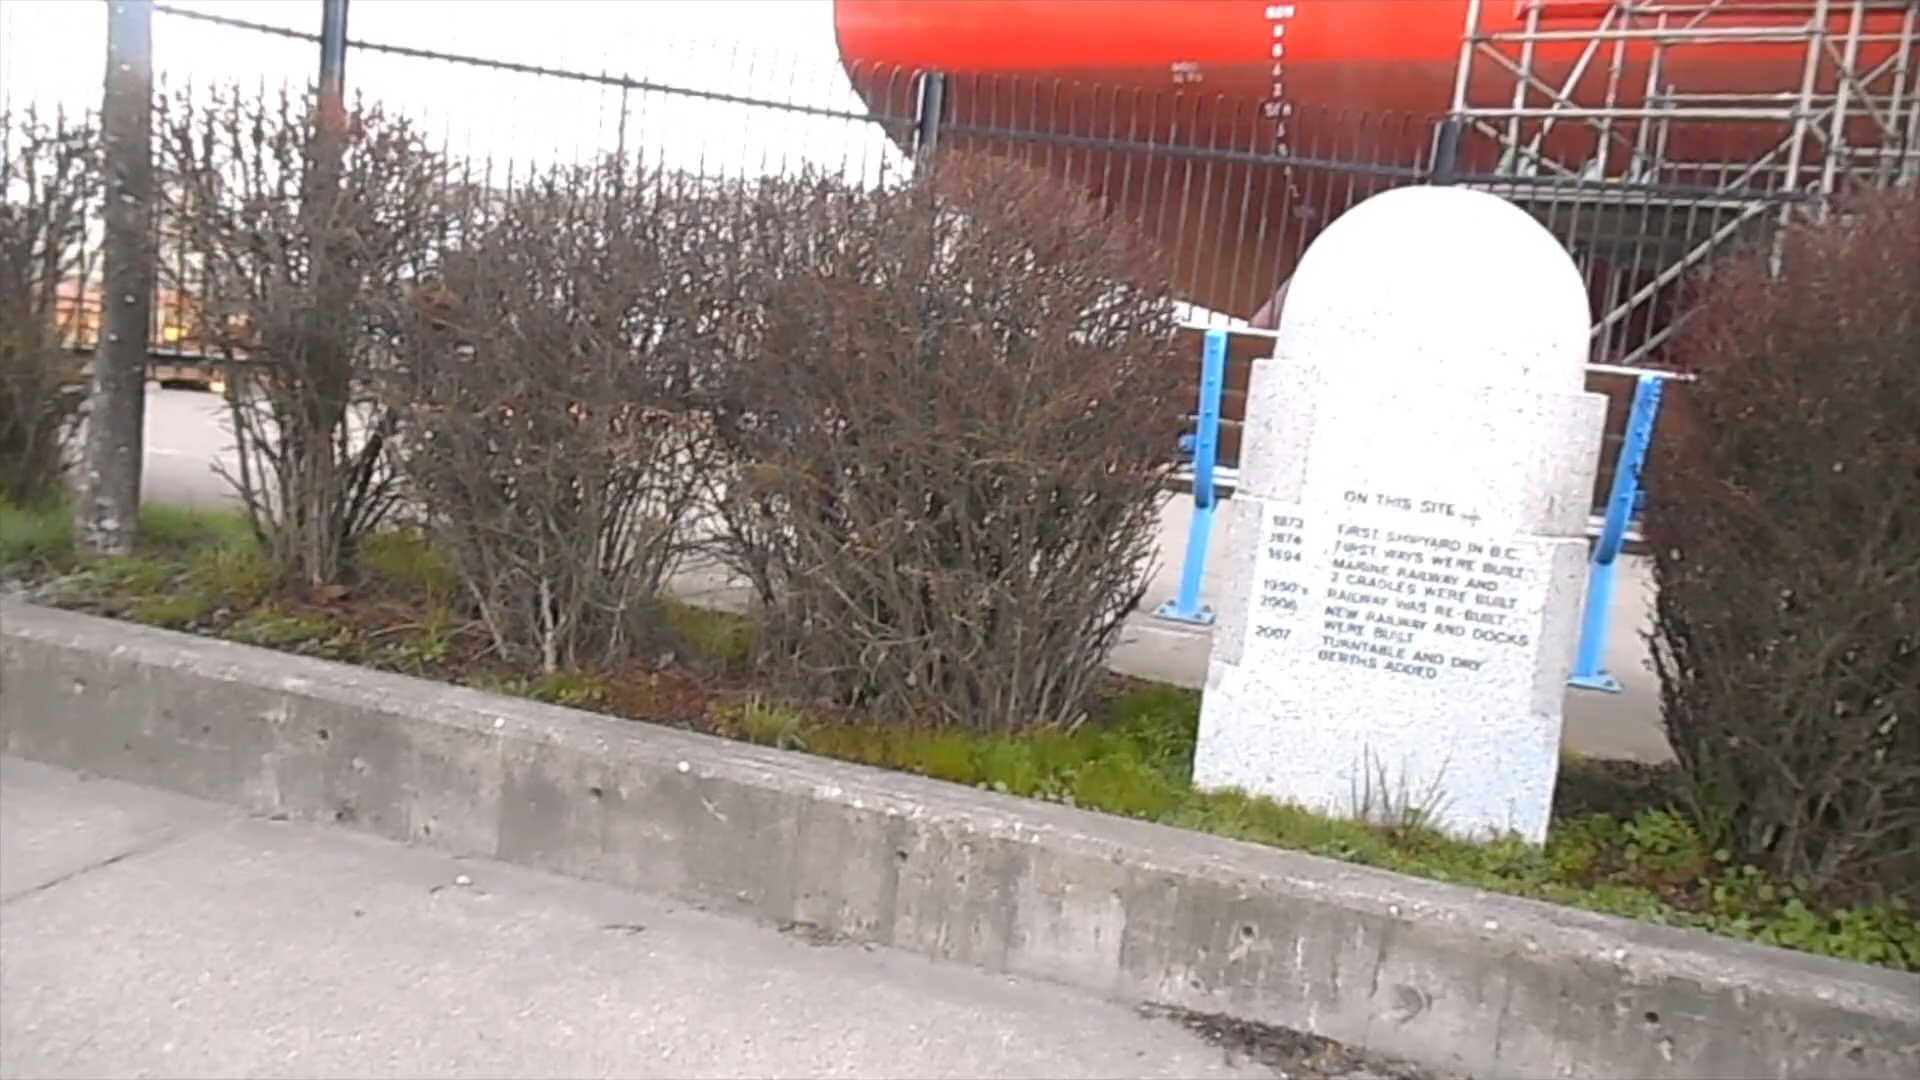 ON THIS SITE
1873 FIRST SHIPYARD IN B.C.
1874 FIRST WAYS WERE BUILT
1894 MARINE RAILWAY AND
2 CRADLES WERE BUILT
1950's RAILWAY WAS RE-BUILT
2006 NEW RAILWAY AND DOCKS
WERE BUILT
2007 TURNTABLE AND DRY
BERTHS ADDED